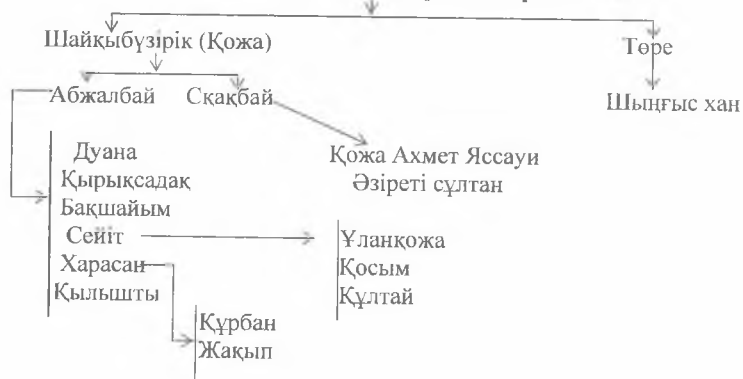 Шайқыбүзірік (Қожа)
Төре
Абжалбай Сқақбай
Шыңғыс хан
Дуана
Қырықсадақ
Бақшайым
Сейіт
Харасан
Қылышты
Қожа Ахмет Яссауи
Әзіреті сұлтан
Ұланқожа
Қосым
Құлтай
Құрбан
Жақып